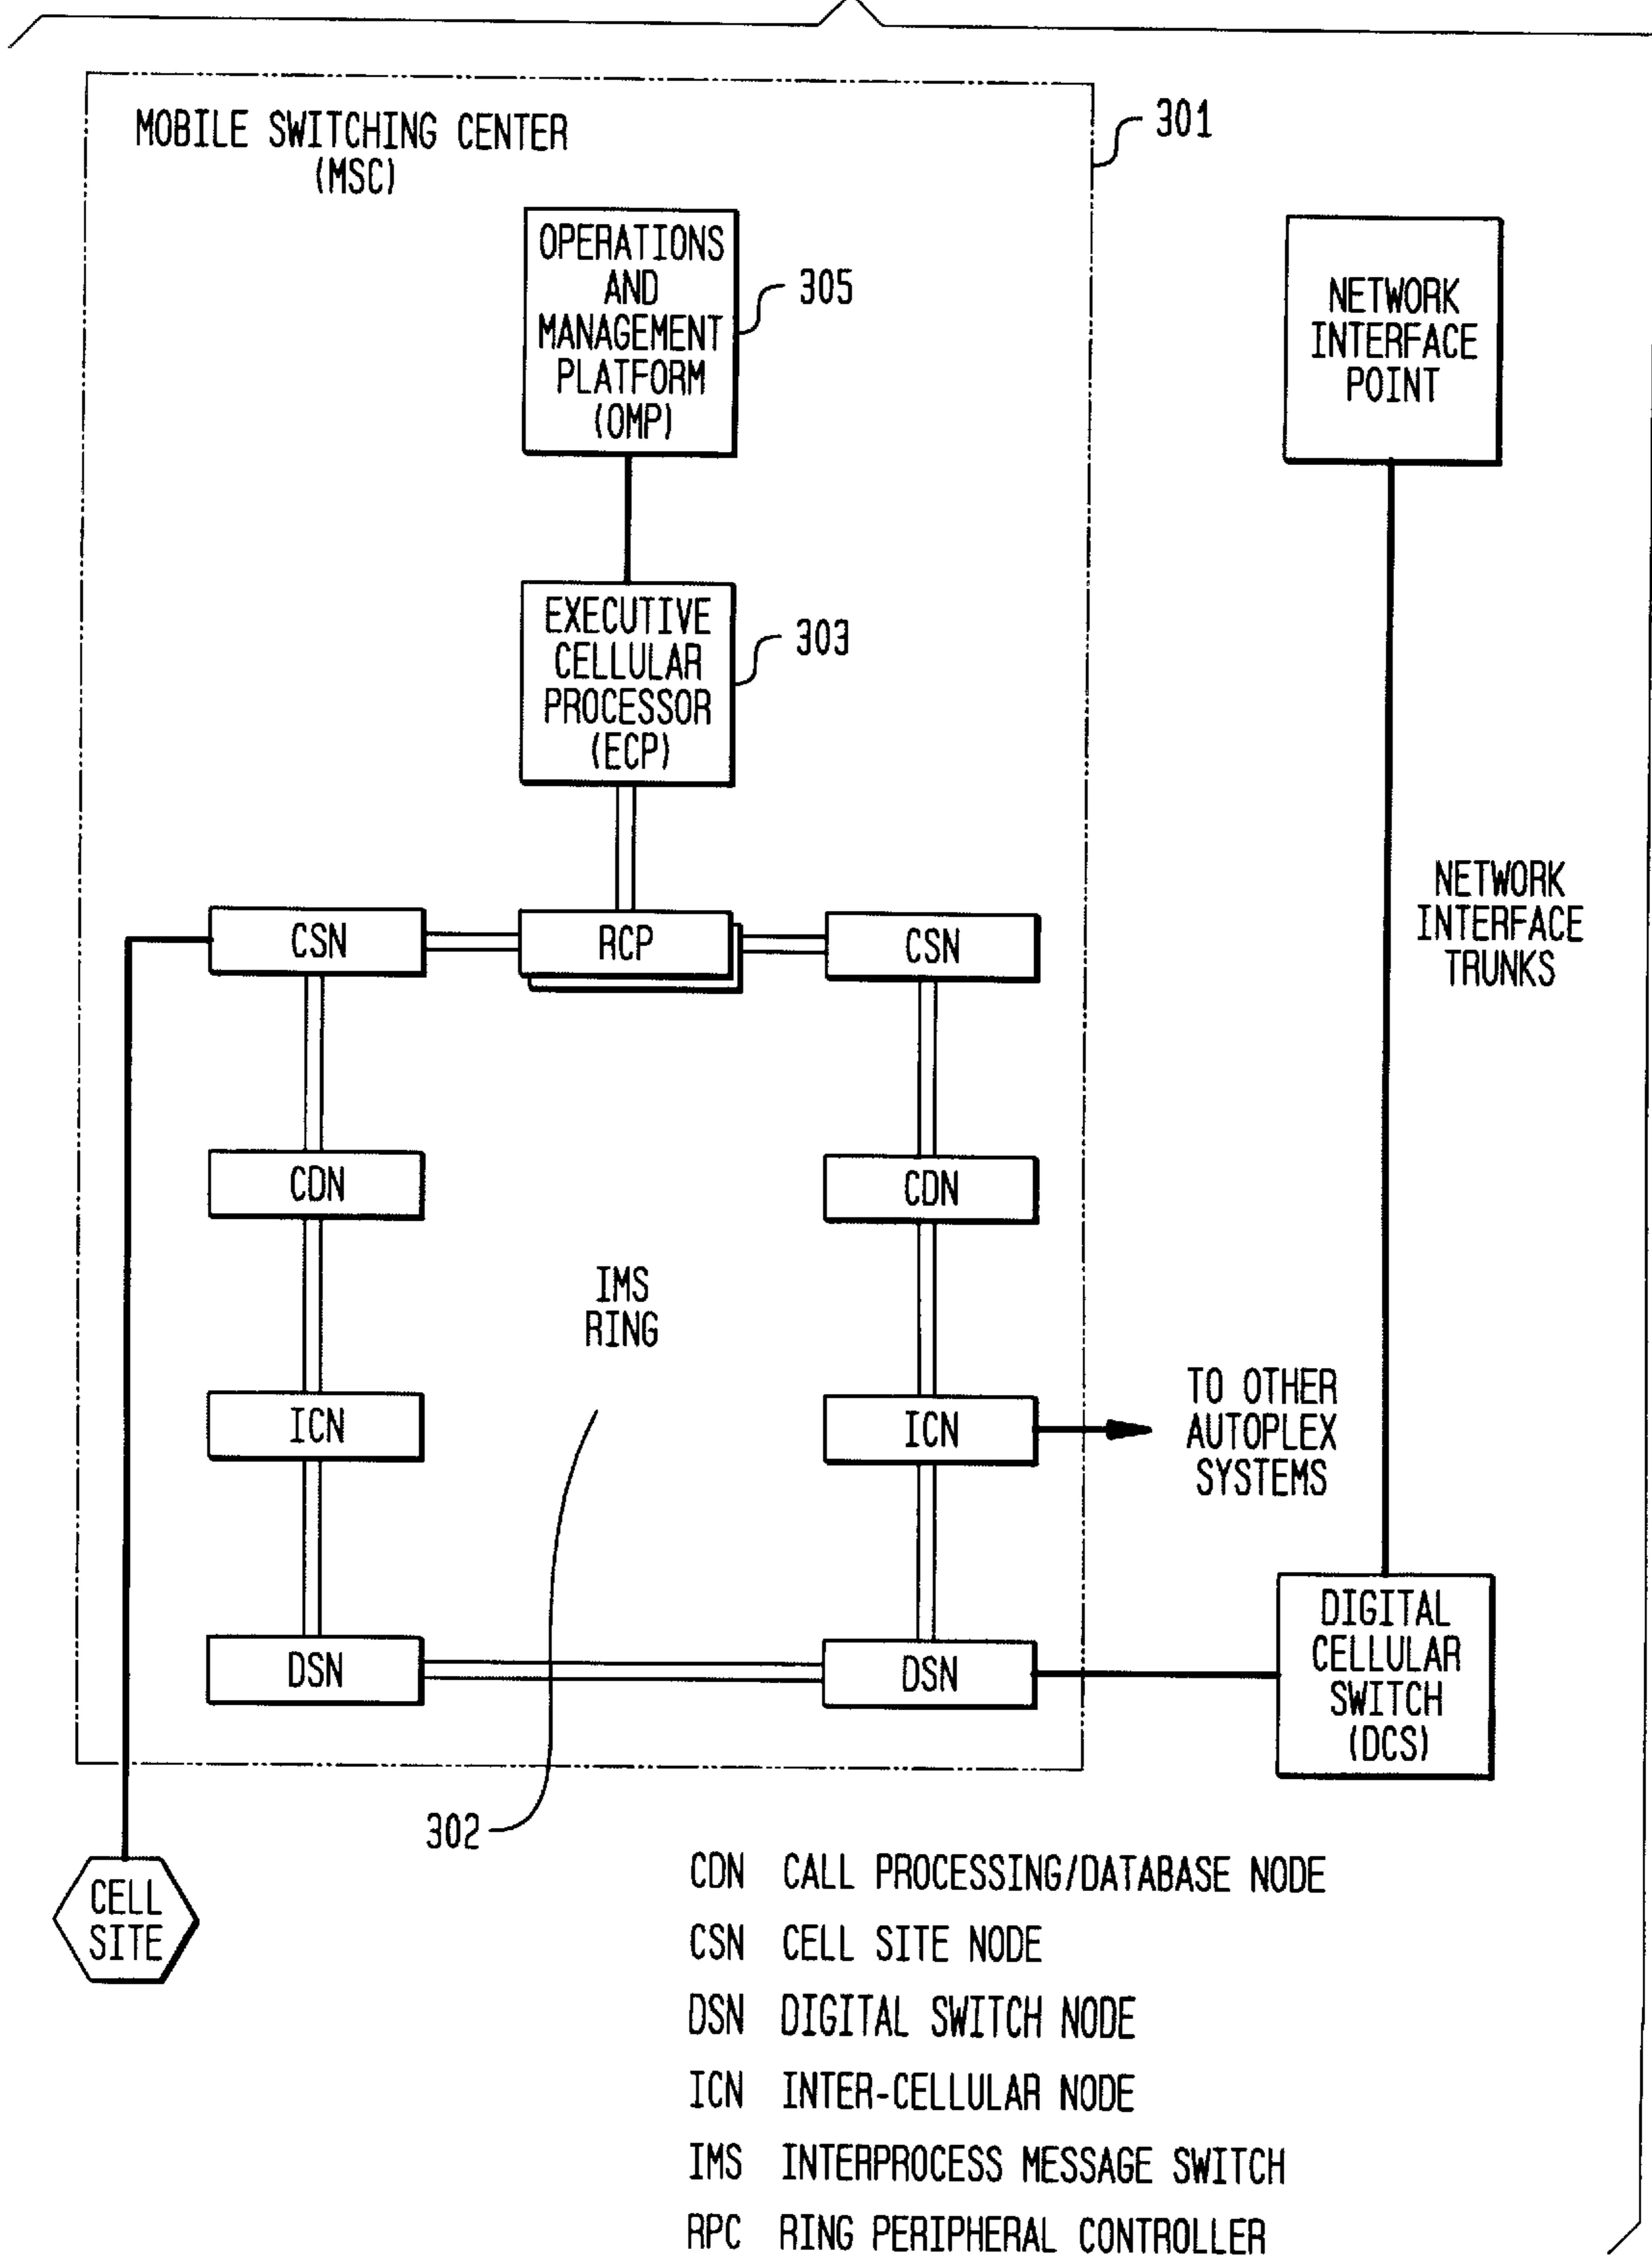 MOBILE SWITCHING CENTER
(MSC)
301
OPERATIONS
AND
MANAGEMENT
PLATFORM
(OMP)
305
NETWORK
INTERFACE
POINT
EXECUTIVE
CELLULAR
PROCESSOR
(ECP)
303
NETWORK
INTERFACE
TRUNKS
CSN
RCP
CSN
CDN
CDN
IMS
RING
ICN
ICN
TO OTHER
AUTOPLEX
SYSTEMS
DSN
DSN
DIGITAL
CELLULAR
SWITCH
(DCS)
302
CELL
SITE
CDN CALL PROCESSING/DATABASE NODE
CSN CELL SITE NODE
DSN DIGITAL SWITCH NODE
ICN INTER-CELLULAR NODE
IMS INTERPROCESS MESSAGE SWITCH
RPC RING PERIPHERAL CONTROLLER